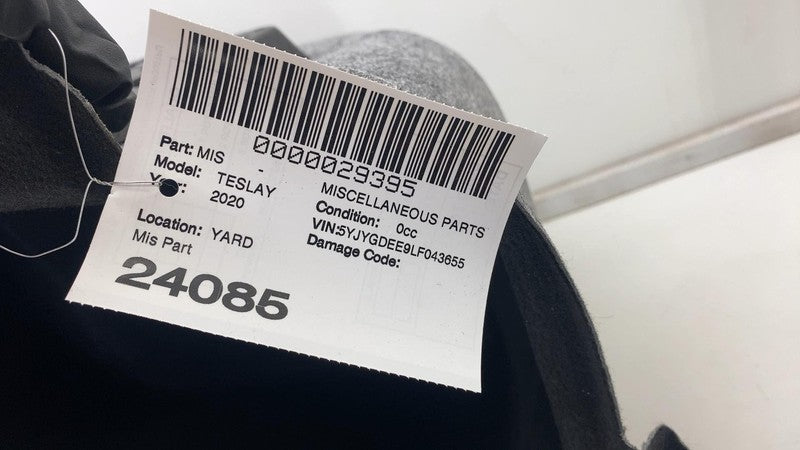 0000029395
Part: MIS - MISCELLANEOUS PARTS
Model: TESLAY Condition: 0cc
Year: 2020 VIN:5YJYGDEE9LF043655
Location: YARD Damage Code:
Mis Part
24085